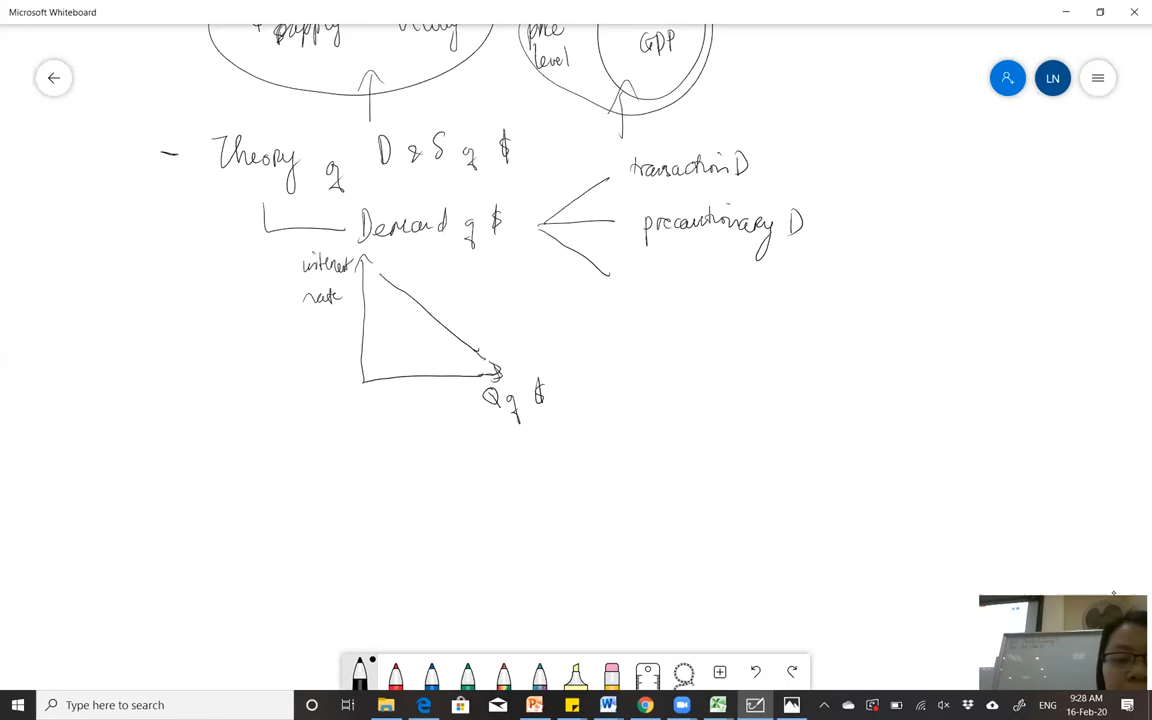 Microsoft Whiteboard
supply
price
level
GDP
LN
- Theory of D & S of $
transaction D
Demand of $
precautionary D
interest
rate
Q of $
Type here to search
ENG
9:28 AM
16-Feb-20